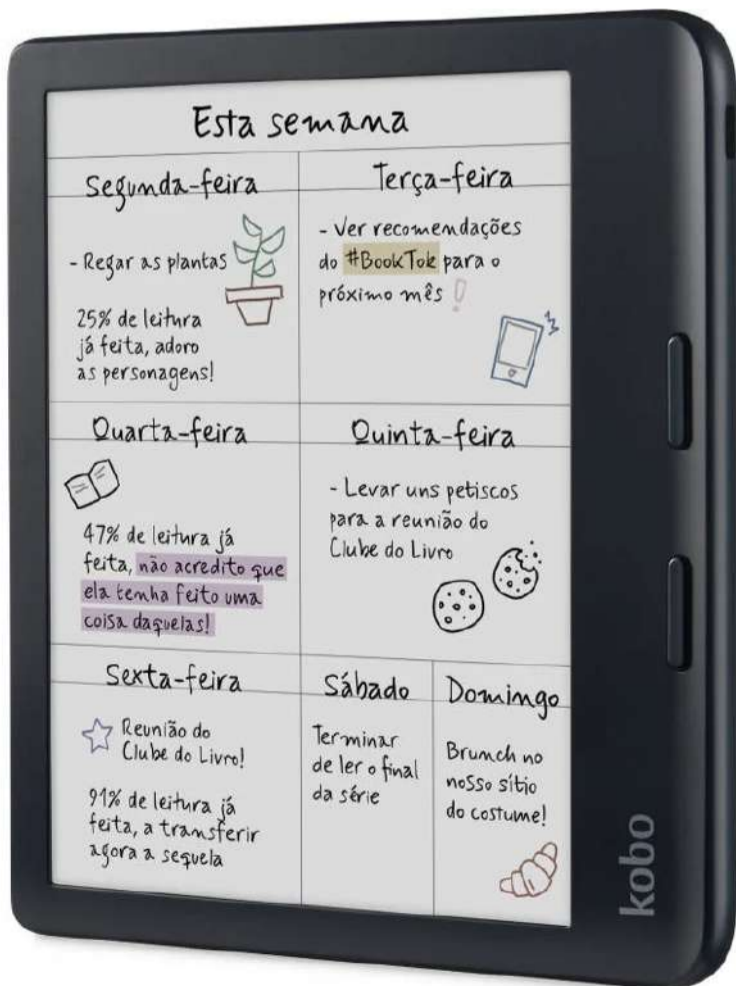 Esta semana
Segunda-feira
- Regar as plantas
25% de leitura
já feita, adoro
as personagens!
Terça-feira
- Ver recomendações
do #BookTok para o
próximo mês !
Quarta-feira
47% de leitura já
feita, não acredito que
ela tenha feito uma
coisa daquelas!
Quinta-feira
- Levar uns petiscos
para a reunião do
Clube do Livro
Sexta-feira
Reunião do
Clube do Livro!
91% de leitura já
feita, a transferir
agora a sequela
Sábado
Terminar
de ler o final
da série
Domingo
Brunch no
nosso sítio
do costume!
kobo